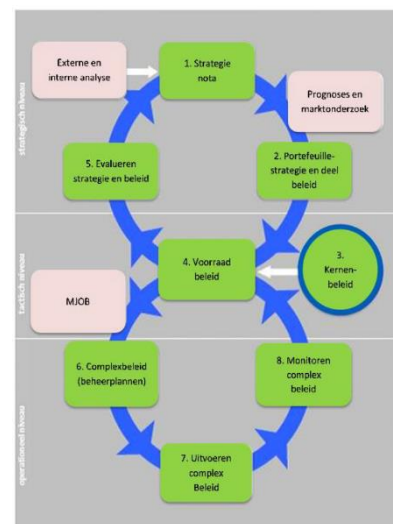 strategisch niveau
Externe en
interne analyse
1. Strategie
nota
Prognoses en
marktonderzoek
5. Evalueren
strategie en beleid
2. Portefeuille-
strategie en deel
beleid
tactisch niveau
4. Voorraad
beleid
3.
Kernen-
beleid
MJOB
operationeel niveau
6. Complexbeleid
(beheerplannen)
8. Monitoren
complex
beleid
7. Uitvoeren
complex
Beleid